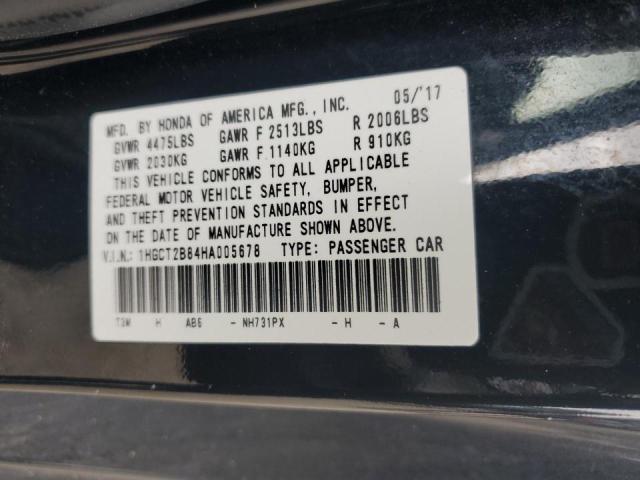 MFD. BY HONDA OF AMERICA MFG., INC. 05/'17
GVWR 4475LBS GAWR F 2513LBS R 2006LBS
GVWR 2030KG GAWR F 1140KG R 910KG
THIS VEHICLE CONFORMS TO ALL APPLICABLE
FEDERAL MOTOR VEHICLE SAFETY, BUMPER,
AND THEFT PREVENTION STANDARDS IN EFFECT
ON THE DATE OF MANUFACTURE SHOWN ABOVE.
V.I.N.: 1HGCT2B84HA005678 TYPE: PASSENGER CAR
T3W H AB6 - NH731PX - H - A